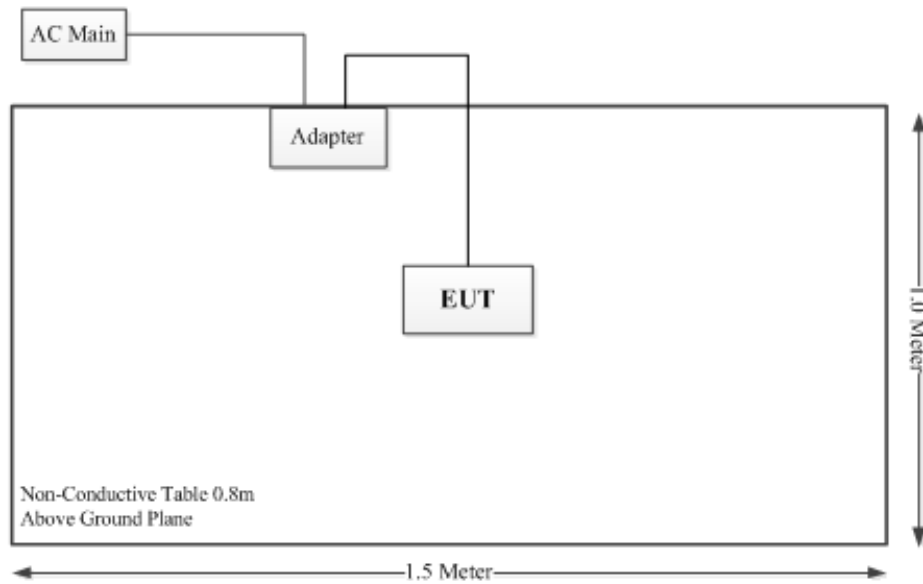 AC Main
Adapter
EUT
1.0 Meter
Non-Conductive Table 0.8m
Above Ground Plane
1.5 Meter